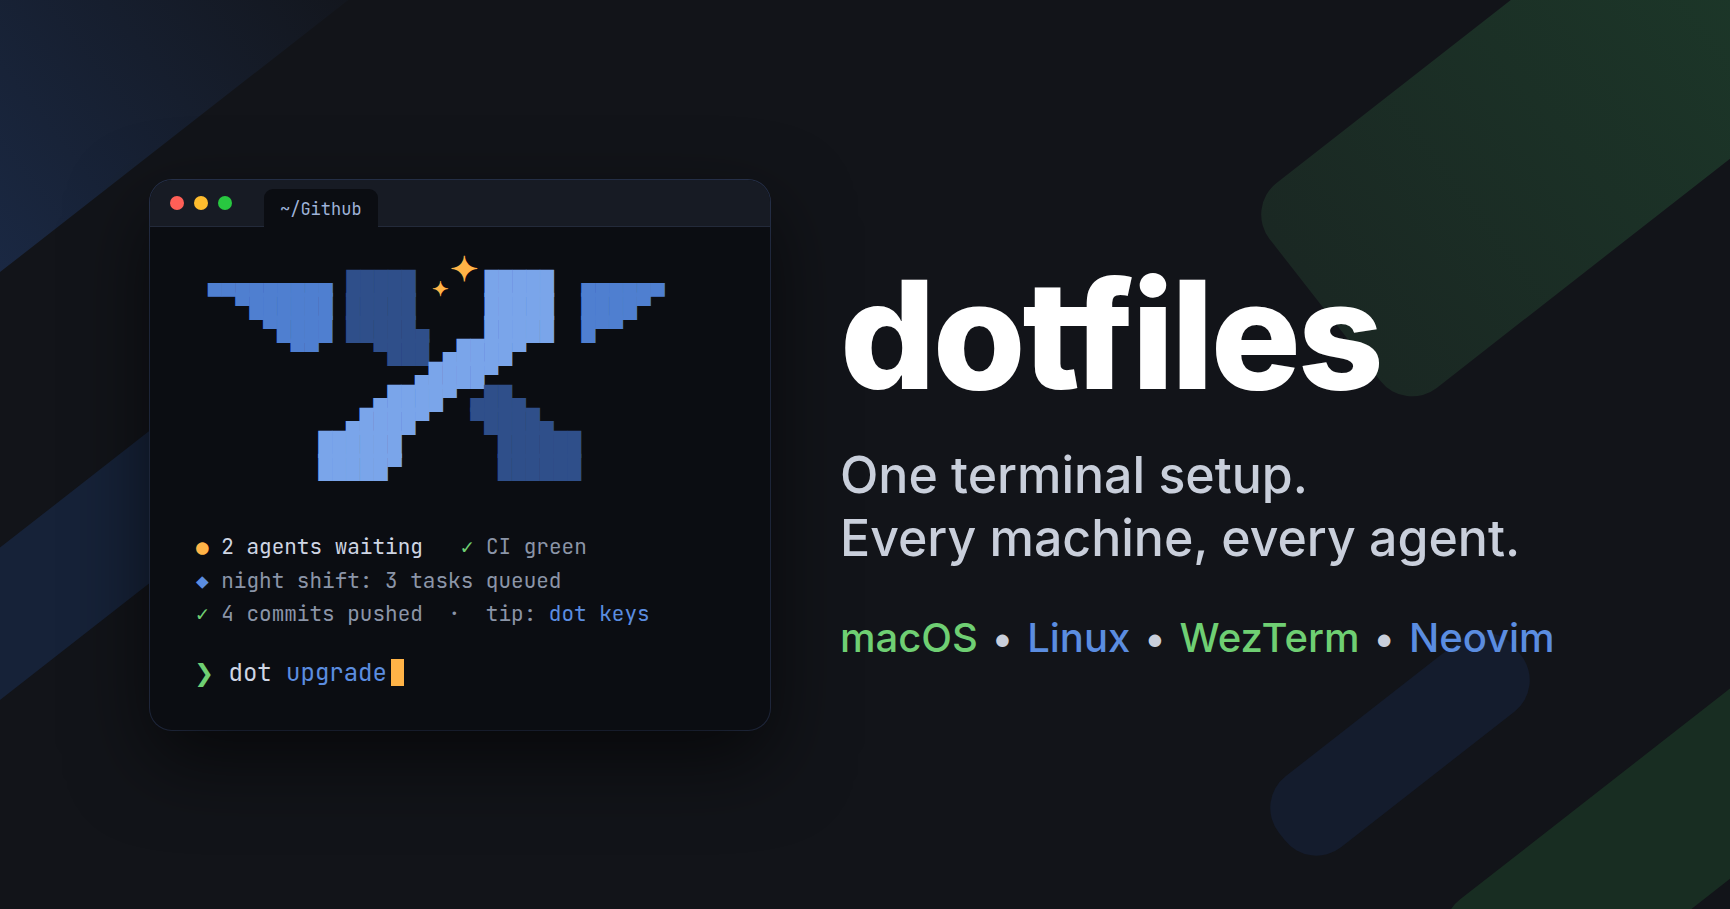 ~/Github
● 2 agents waiting ✓ CI green
◆ night shift: 3 tasks queued
✓ 4 commits pushed · tip: dot keys
❯ dot upgrade
dotfiles
One terminal setup.
Every machine, every agent.
macOS • Linux • WezTerm • Neovim